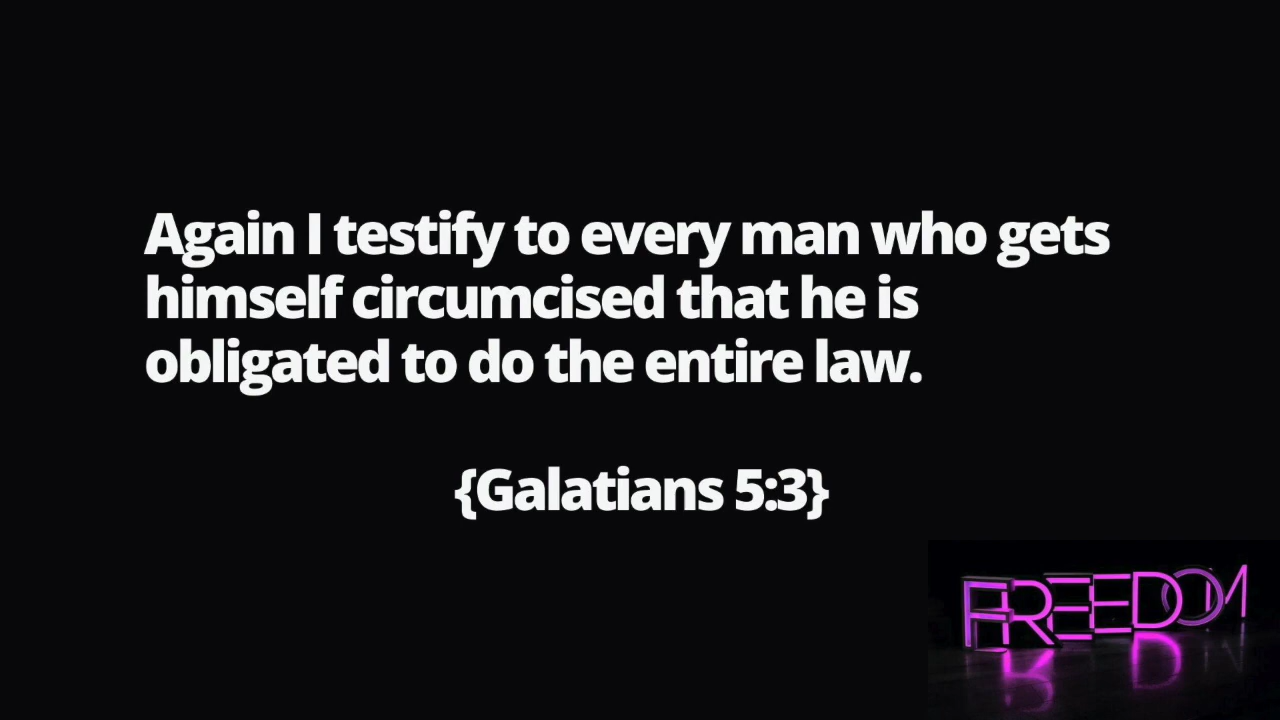 Again I testify to every man who gets
himself circumcised that he is
obligated to do the entire law.
{Galatians 5:3}
FREEDOM